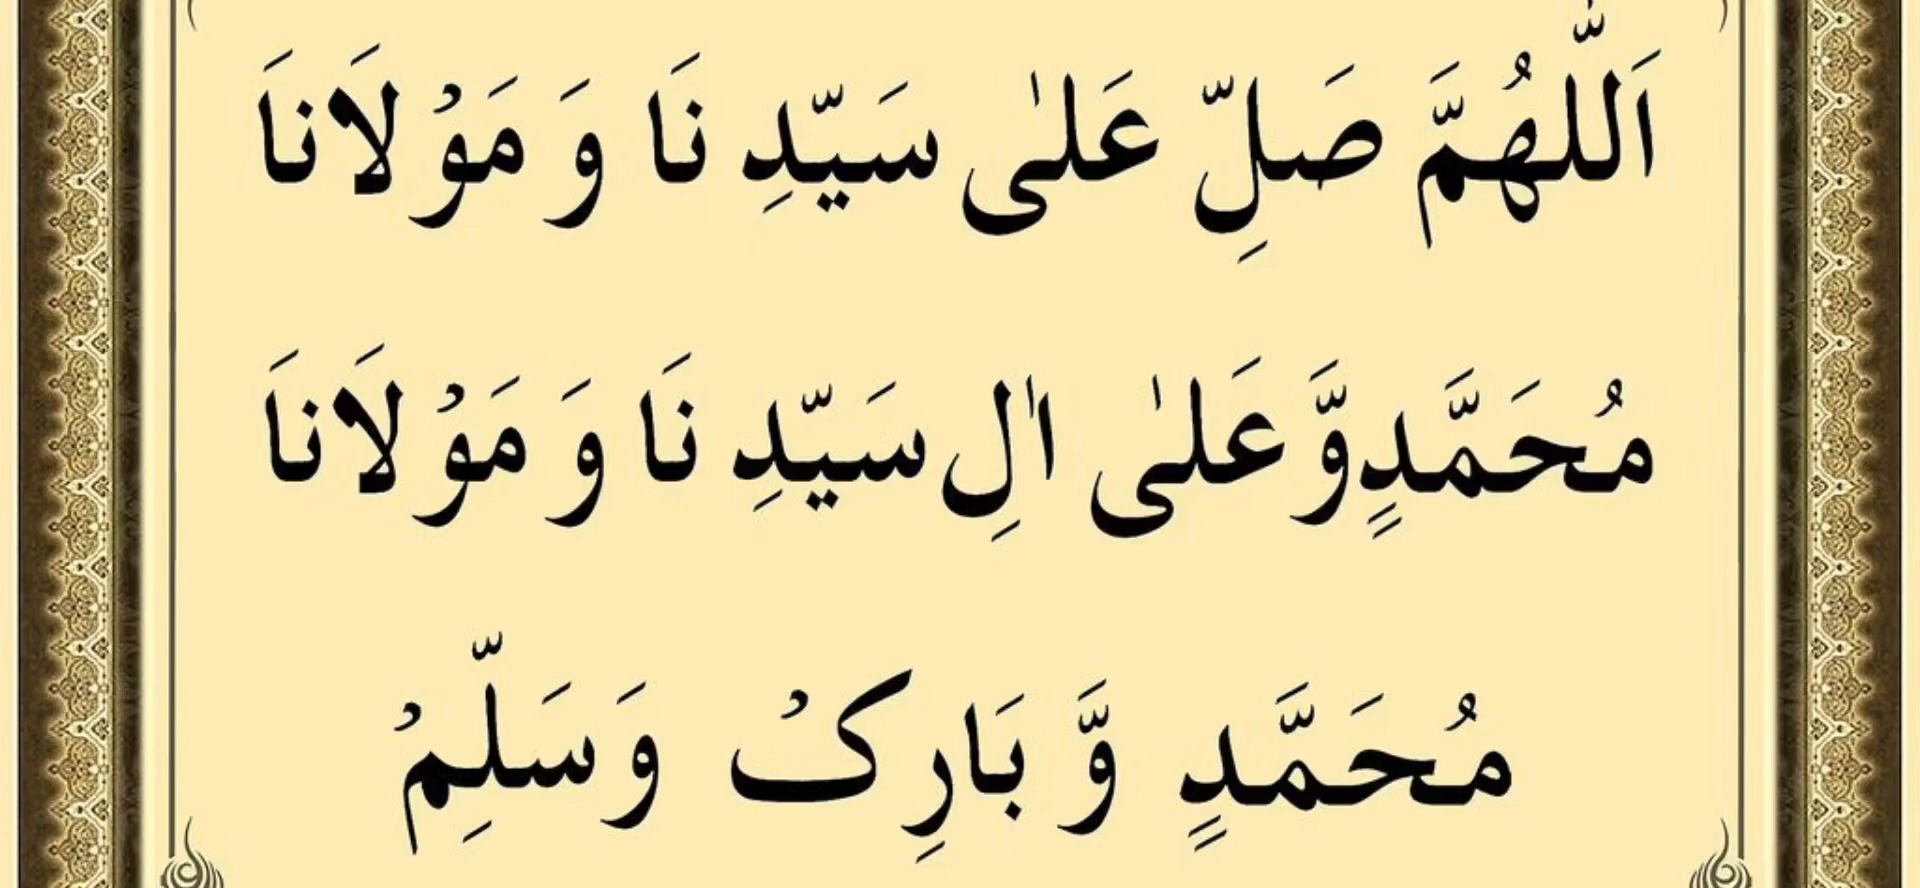 اَللّٰهُمَّ صَلِّ عَلٰی سَیِّدِ نَا وَ مَوْلَانَا
مُحَمَّدٍوَّ عَلٰی اٰلِ سَیِّدِ نَا وَ مَوْلَانَا
مُحَمَّدٍ وَّ بَارِکْ وَسَلِّمْ